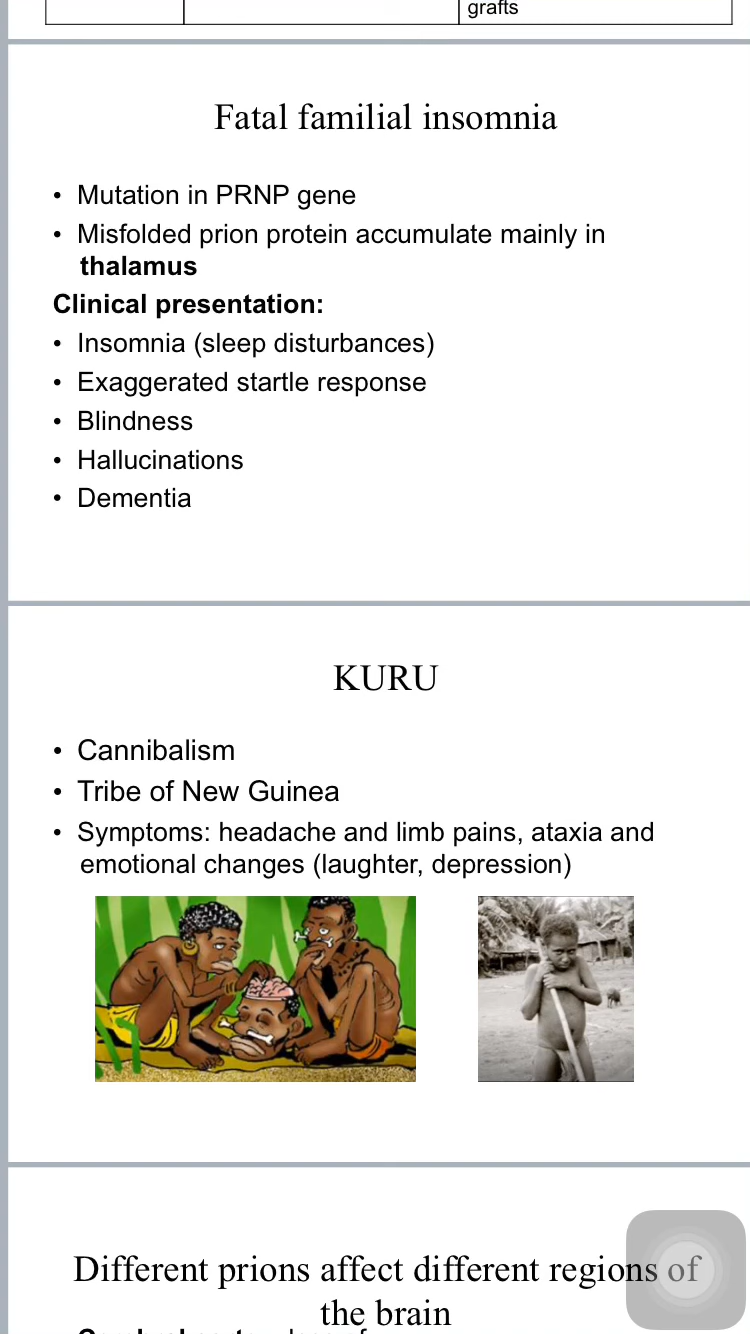 grafts
Fatal familial insomnia
• Mutation in PRNP gene
• Misfolded prion protein accumulate mainly in
thalamus
Clinical presentation:
• Insomnia (sleep disturbances)
• Exaggerated startle response
• Blindness
• Hallucinations
• Dementia
KURU
• Cannibalism
• Tribe of New Guinea
• Symptoms: headache and limb pains, ataxia and
emotional changes (laughter, depression)
Different prions affect different regions of
the brain